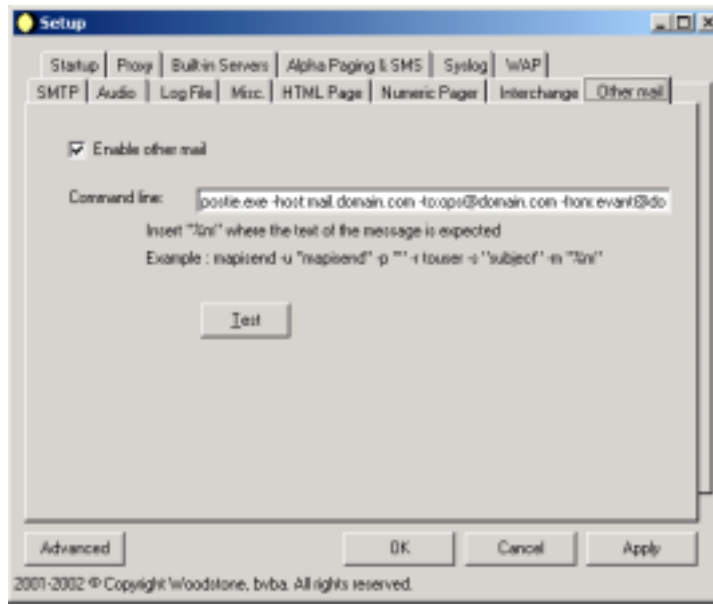 Setup
Startup Proxy Built-in Servers Alpha Paging & SMS Syslog WAP
SMTP Audio Log File Misc. HTML Page Numeric Pager Interchange Other mail
Enable other mail
Command line: postie.exe -host:mail.domain.com -to:ops@domain.com -from:evant@do
Insert "%m" where the text of the message is expected
Example : mapisend -u "mapisend" -p "" -r touser -s "subject" -m "%m"
Test
Advanced OK Cancel Apply
2001-2002 © Copyright Woodstone, bvba. All rights reserved.